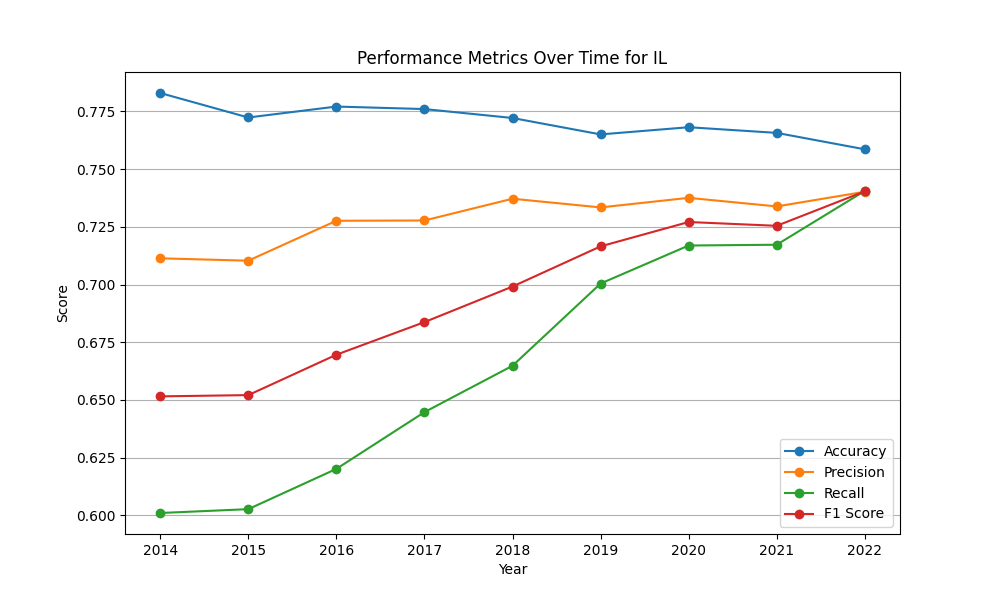 Performance Metrics Over Time for IL
Score
0.775
0.750
0.725
0.700
0.675
0.650
0.625
0.600
Accuracy
Precision
Recall
F1 Score
2014 2015 2016 2017 2018 2019 2020 2021 2022
Year